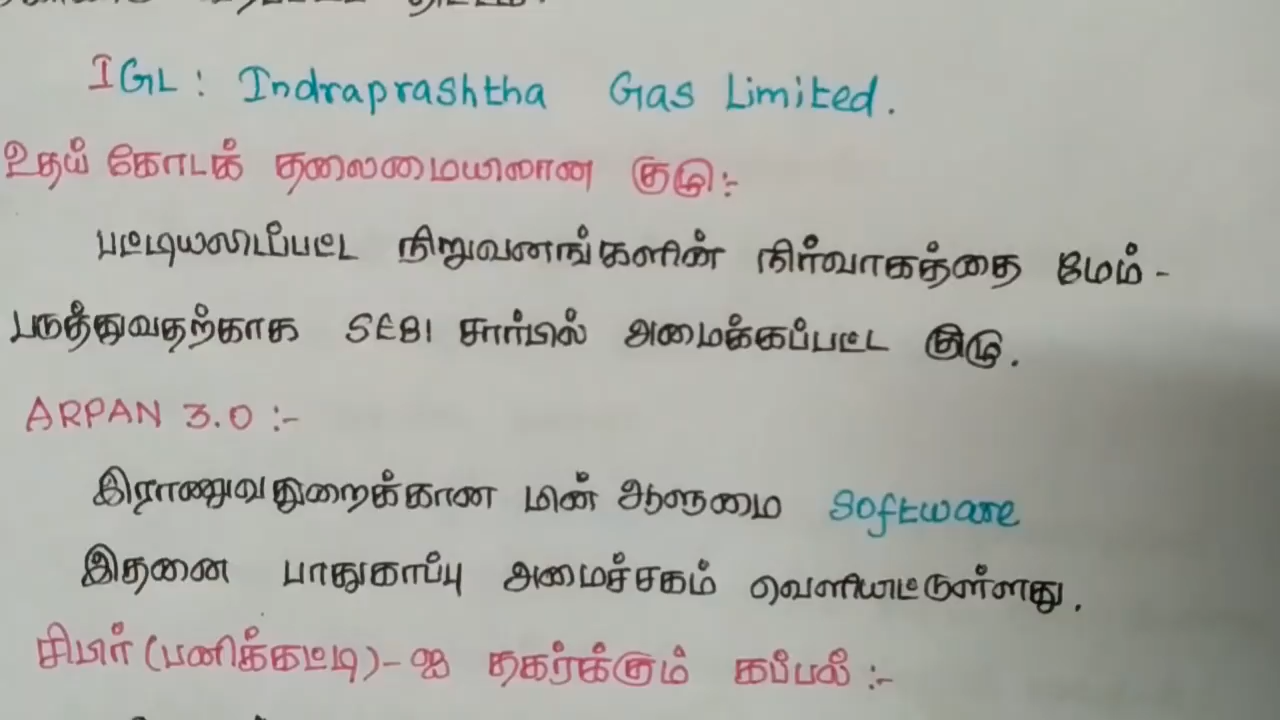 IGL : Indraprashtha Gas Limited.
உதய் கோடக் தலைமையிலான குழு :-
பட்டியலிடப்பட்ட நிறுவனங்களின் நிர்வாகத்தை மேம் -
படுத்துவதற்காக SEBI சார்பில் அமைக்கப்பட்ட குழு .
ARPAN 3.0 :-
இராணுவதுறைக்கான மின் ஆளுமை Software
இதனை பாதுகாப்பு அமைச்சகம் வெளியிட்டுள்ளது .
சிபிர் (பனிக்கட்டி) - ஐ தகர்க்கும் கப்பல் :-